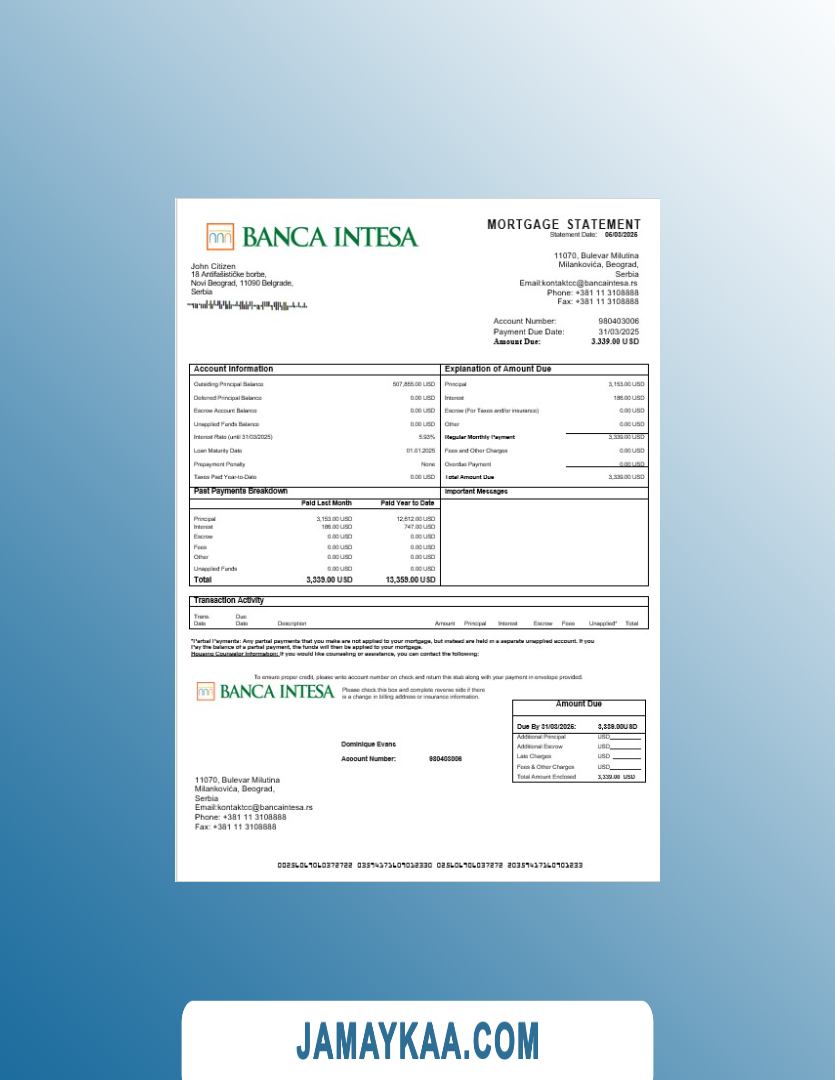 BANCA INTESA
MORTGAGE STATEMENT
Statement Date: 06/03/2025
John Citizen
18 Antifašističke borbe,
Novi Beograd, 11090 Belgrade,
Serbia
11070, Bulevar Milutina
Milankovića, Beograd,
Serbia
Email:kontaktcc@bancaintesa.rs
Phone: +381 11 3108888
Fax: +381 11 3108888
Account Number: 980403006
Payment Due Date: 31/03/2025
Amount Due: 3.339.00 USD
Account Information
Outsiding Principal Balance 507,855.00 USD
Deferred Principal Balance 0.00 USD
Escrow Account Balance 0.00 USD
Unapplied Funds Balance 0.00 USD
Interest Rate (until 31/03/2025) 5.93%
Loan Maturity Date 01.01.2025
Prepayment Penalty None
Taxes Paid Year-to-Date 0.00 USD
Explanation of Amount Due
Principal 3,153.00 USD
Interest 186.00 USD
Escrow (For Taxes and/or insurance) 0.00 USD
Other 0.00 USD
Regular Monthly Payment 3,339.00 USD
Fees and Other Charges 0.00 USD
Overdue Payment 0.00 USD
Total Amount Due 3,339.00 USD
Past Payments Breakdown
Paid Last Month Paid Year to Date
Principal 3,153.00 USD 12,612.00 USD
Interest 186.00 USD 747.00 USD
Escrow 0.00 USD 0.00 USD
Fees 0.00 USD 0.00 USD
Other 0.00 USD 0.00 USD
Unapplied Funds 0.00 USD 0.00 USD
Total 3,339.00 USD 13,359.00 USD
Important Messages
Transaction Activity
Trans. Date Due Date Description Amount Principal Interest Escrow Fees Unapplied* Total
*Partial Payments: Any partial payments that you make are not applied to your mortgage, but instead are held in a separate unapplied account. If you
Pay the balance of a partial payment, the funds will then be applied to your mortgage.
Housing Counselor Information: If you would like counseling or assistance, you can contact the following:
To ensure proper credit, please write account number on check and return this stub along with your payment in envelope provided.
BANCA INTESA
Please check this box and complete reverse side if there
is a change in billing address or insurance information.
Amount Due
Due By 31/03/2025: 3,339.00USD
Additional Principal USD
Additional Escrow USD
Late Charges USD
Fees & Other Charges USD
Total Amount Enclosed 3,339.00 USD
Dominique Evans
Account Number: 980403006
11070, Bulevar Milutina
Milankovića, Beograd,
Serbia
Email:kontaktcc@bancaintesa.rs
Phone: +381 11 3108888
Fax: +381 11 3108888
JAMAYKAA.COM